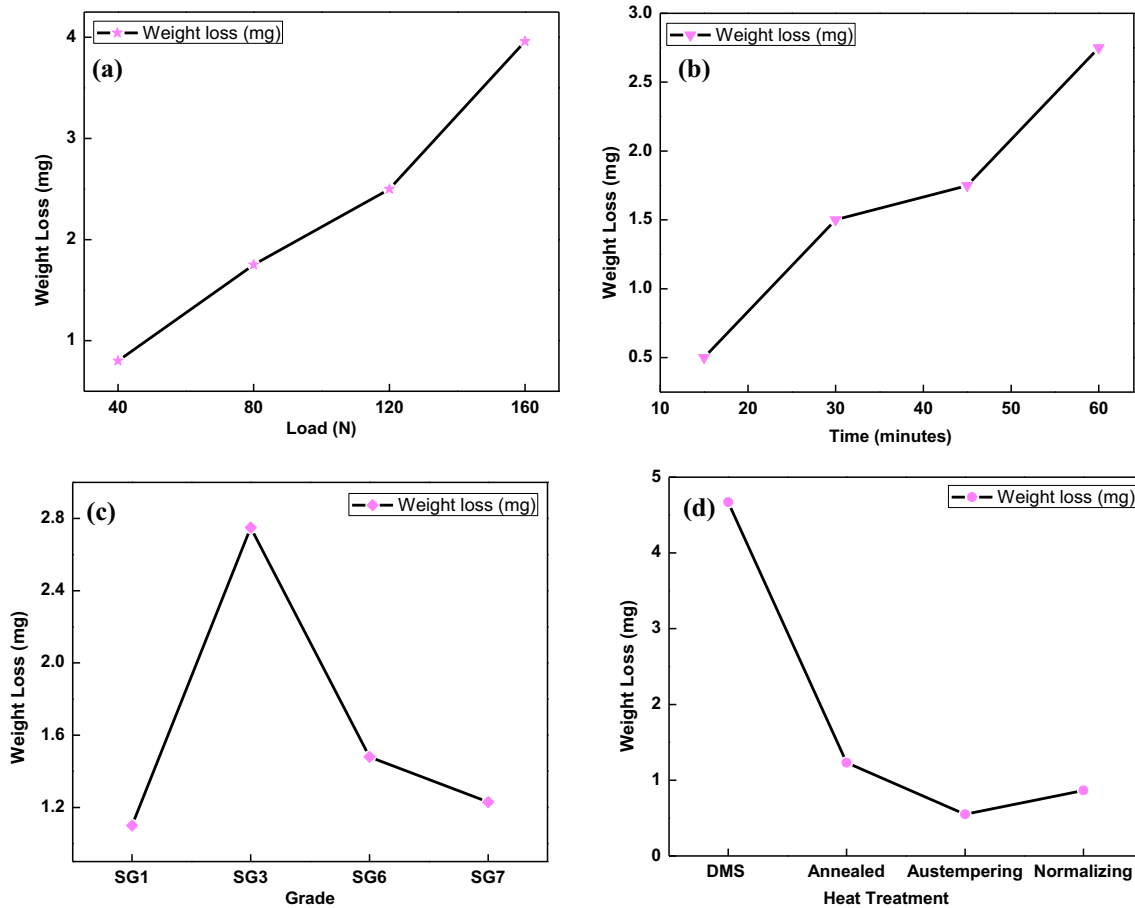 Weight loss (mg)
(a)
4
3
2
1
Weight Loss (mg)
40 80 120 160
Load (N)
Weight loss (mg)
(b)
3.0
2.5
2.0
1.5
1.0
0.5
Weight Loss (mg)
10 20 30 40 50 60
Time (minutes)
Weight loss (mg)
(c)
2.8
2.4
2.0
1.6
1.2
Weight Loss (mg)
SG1 SG3 SG6 SG7
Grade
Weight loss (mg)
(d)
5
4
3
2
1
0
Weight Loss (mg)
DMS Annealed Austempering Normalizing
Heat Treatment